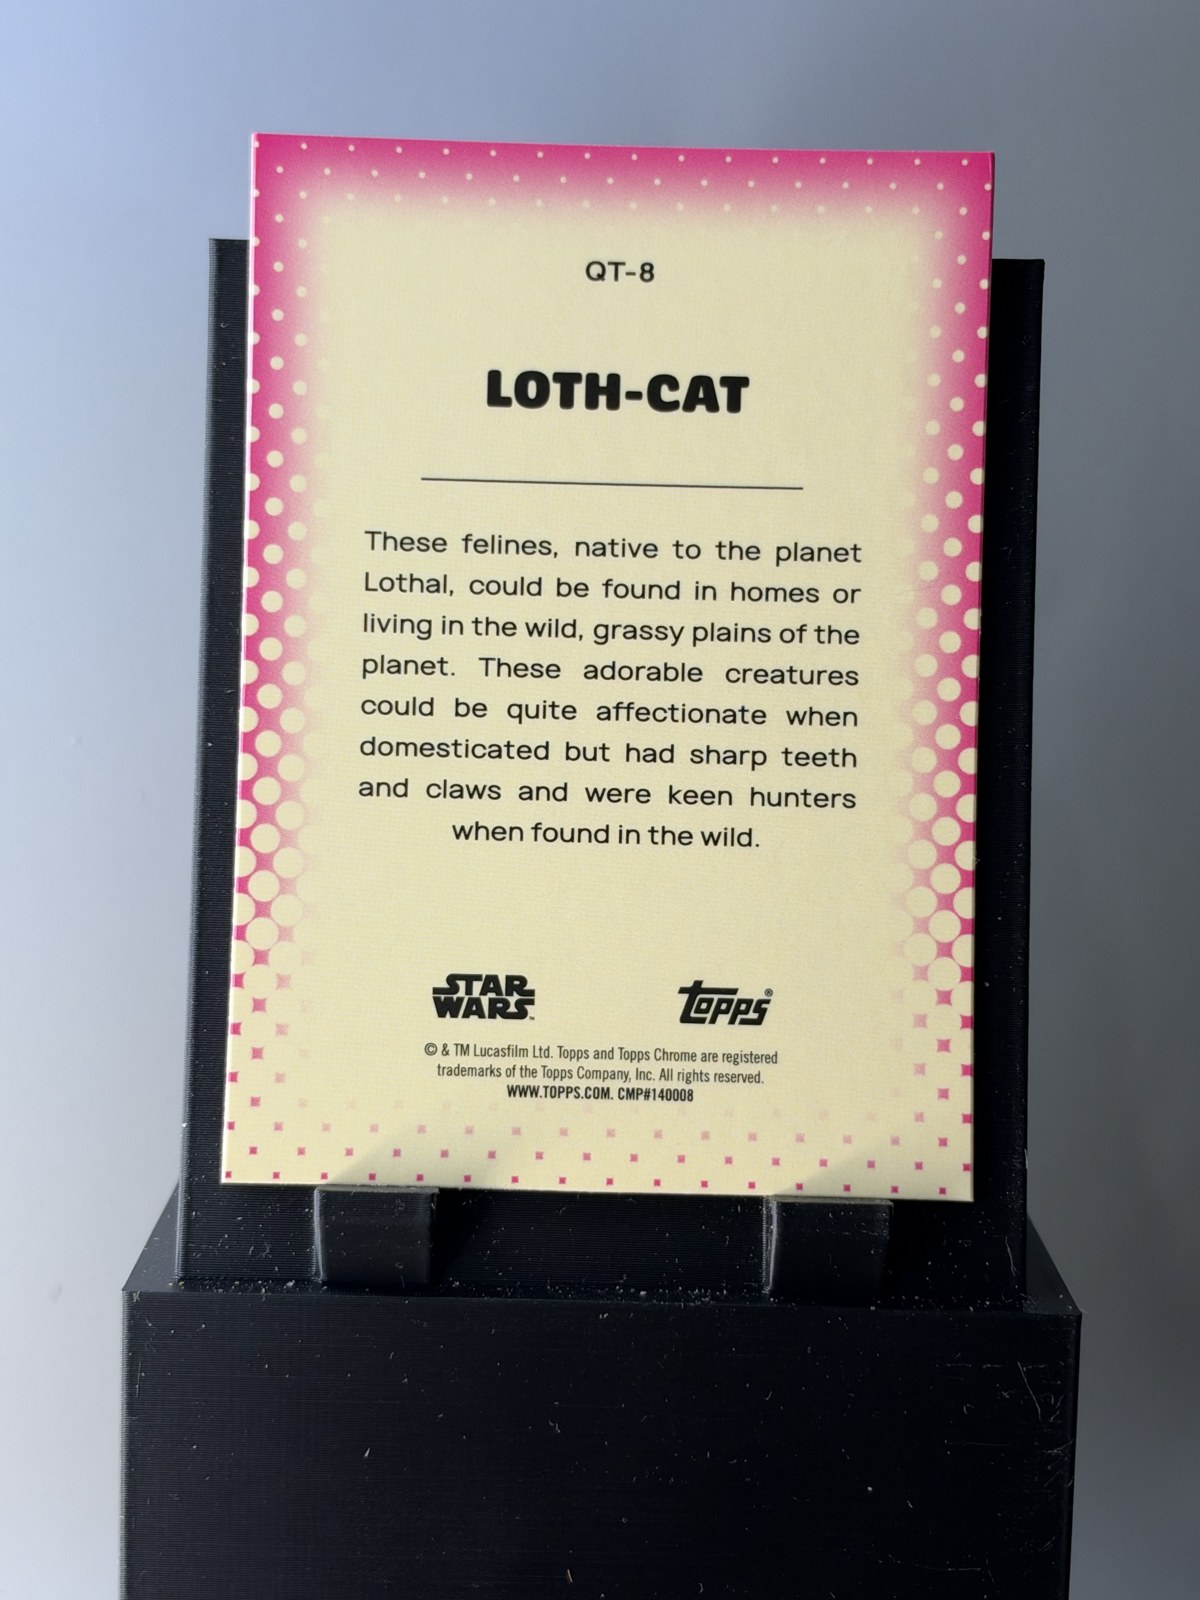 QT-8
LOTH-CAT
These felines, native to the planet
Lothal, could be found in homes or
living in the wild, grassy plains of the
planet. These adorable creatures
could be quite affectionate when
domesticated but had sharp teeth
and claws and were keen hunters
when found in the wild.
STAR
WARS™
Topps®
© & TM Lucasfilm Ltd. Topps and Topps Chrome are registered
trademarks of the Topps Company, Inc. All rights reserved.
WWW.TOPPS.COM. CMP#140008